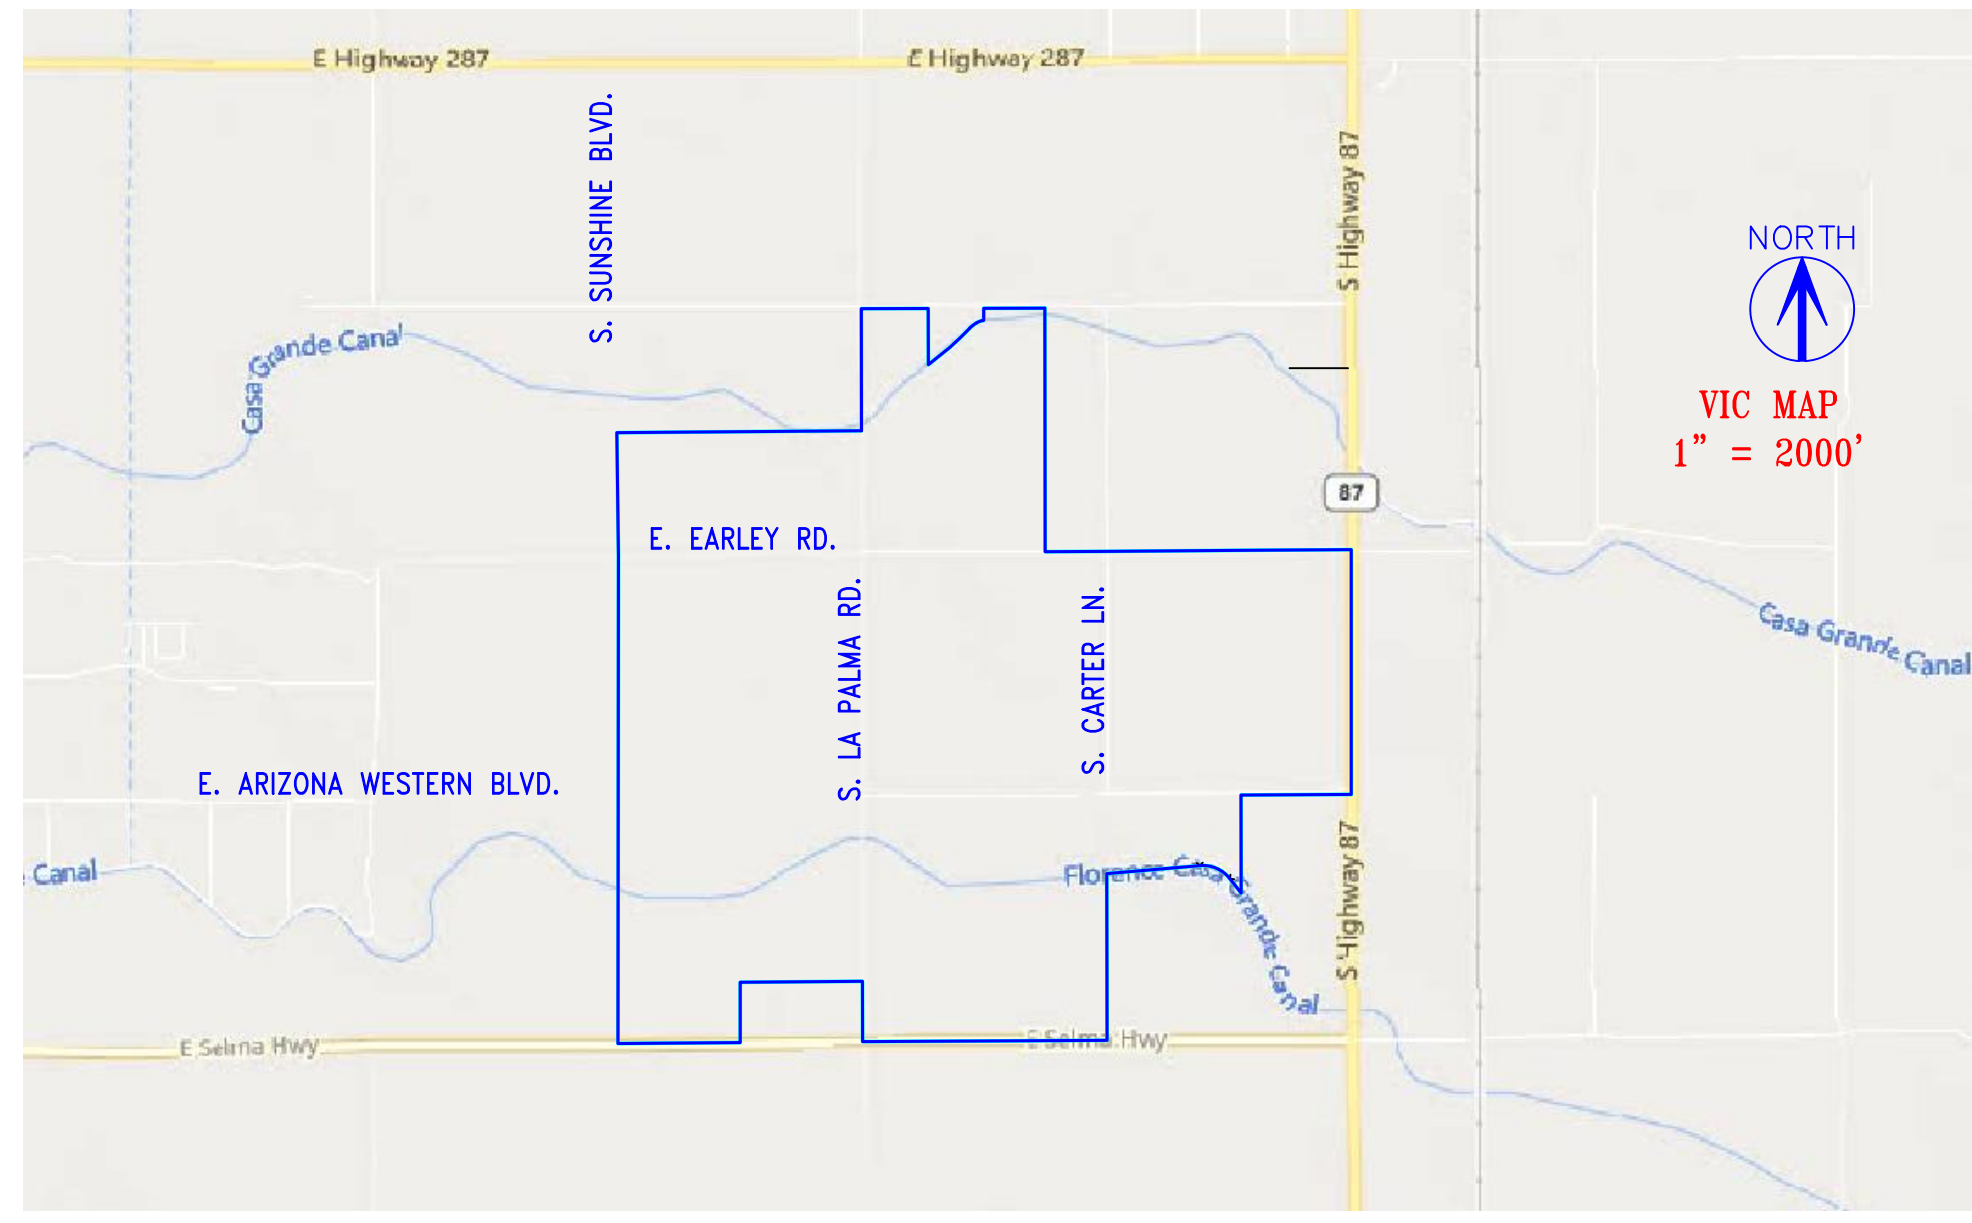 E Highway 287
E Highway 287
S. SUNSHINE BLVD.
S Highway 87
NORTH
Casa Grande Canal
VIC MAP
1" = 2000'
87
E. EARLEY RD.
S. LA PALMA RD.
S. CARTER LN.
Casa Grande Canal
E. ARIZONA WESTERN BLVD.
Canal
Florence Casa Grande Canal
S Highway 87
E Selma Hwy
E Selma Hwy